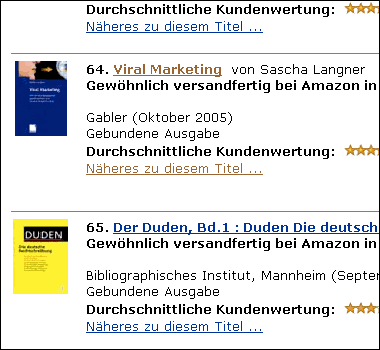 Durchschnittliche Kundenwertung:
Näheres zu diesem Titel ...
64. Viral Marketing von Sascha Langner
Gewöhnlich versandfertig bei Amazon in
Viral Marketing
Gabler (Oktober 2005)
Gebundene Ausgabe
Durchschnittliche Kundenwertung:
Näheres zu diesem Titel ...
65. Der Duden, Bd.1 : Duden Die deutsch
Gewöhnlich versandfertig bei Amazon in
DUDEN
Die deutsche
Rechtschreibung
Bibliographisches Institut, Mannheim (Septer
Gebundene Ausgabe
Durchschnittliche Kundenwertung:
Näheres zu diesem Titel ...